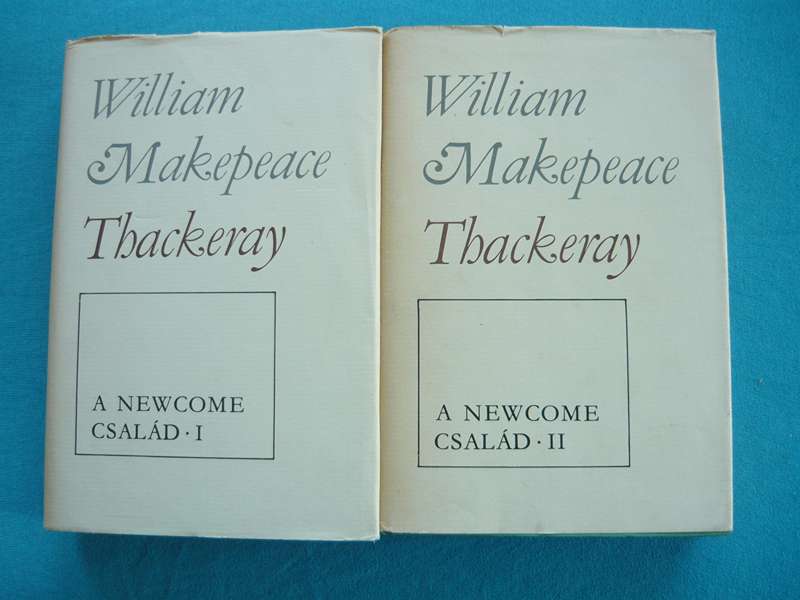 William
Makepeace
Thackeray
A NEWCOME
CSALÁD · I
William
Makepeace
Thackeray
A NEWCOME
CSALÁD · II